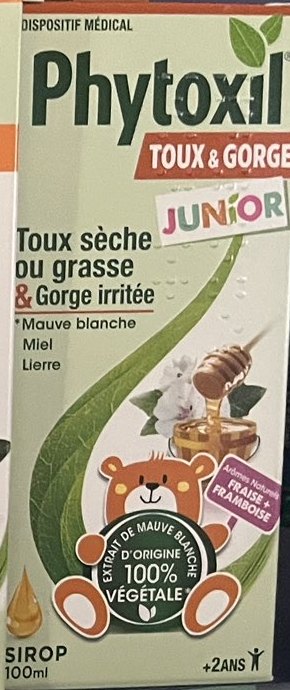 DISPOSITIF MÉDICAL
Phytoxil
TOUX & GORGE
JUNiOR
Toux sèche
ou grasse
& Gorge irritée
*Mauve blanche
Miel
Lierre
Arômes Naturels
FRAISE +
FRAMBOISE
EXTRAIT DE MAUVE BLANCHE
D'ORIGINE
100%
VÉGÉTALE*
SIROP
100ml
+2ANS